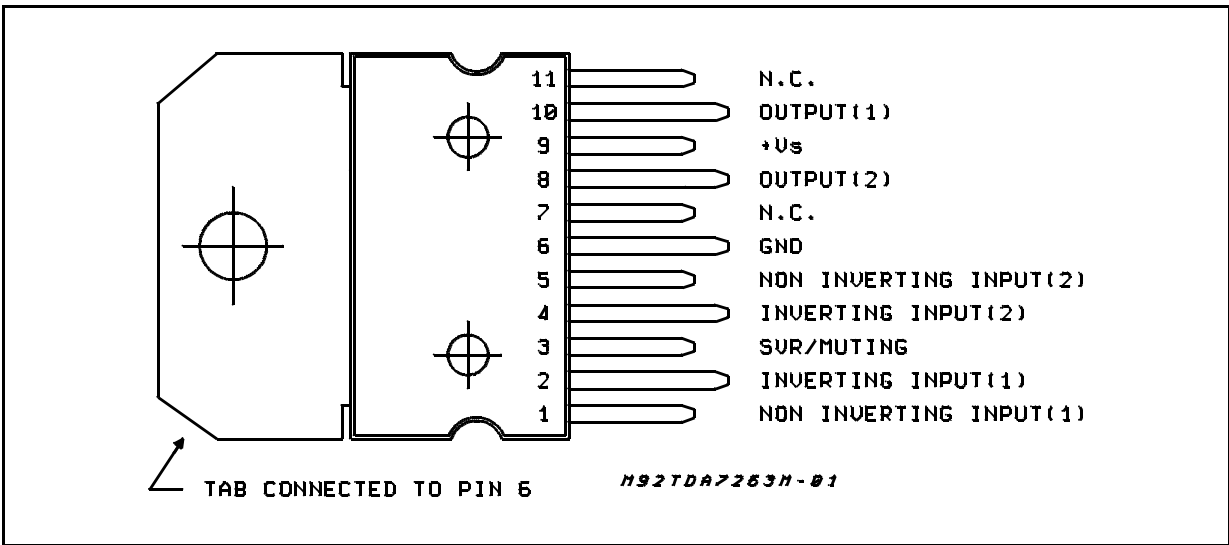 11 N.C.
10 OUTPUT(1)
9 +Vs
8 OUTPUT(2)
7 N.C.
6 GND
5 NON INVERTING INPUT(2)
4 INVERTING INPUT(2)
3 SVR/MUTING
2 INVERTING INPUT(1)
1 NON INVERTING INPUT(1)
TAB CONNECTED TO PIN 6
M92TDA7263M-01